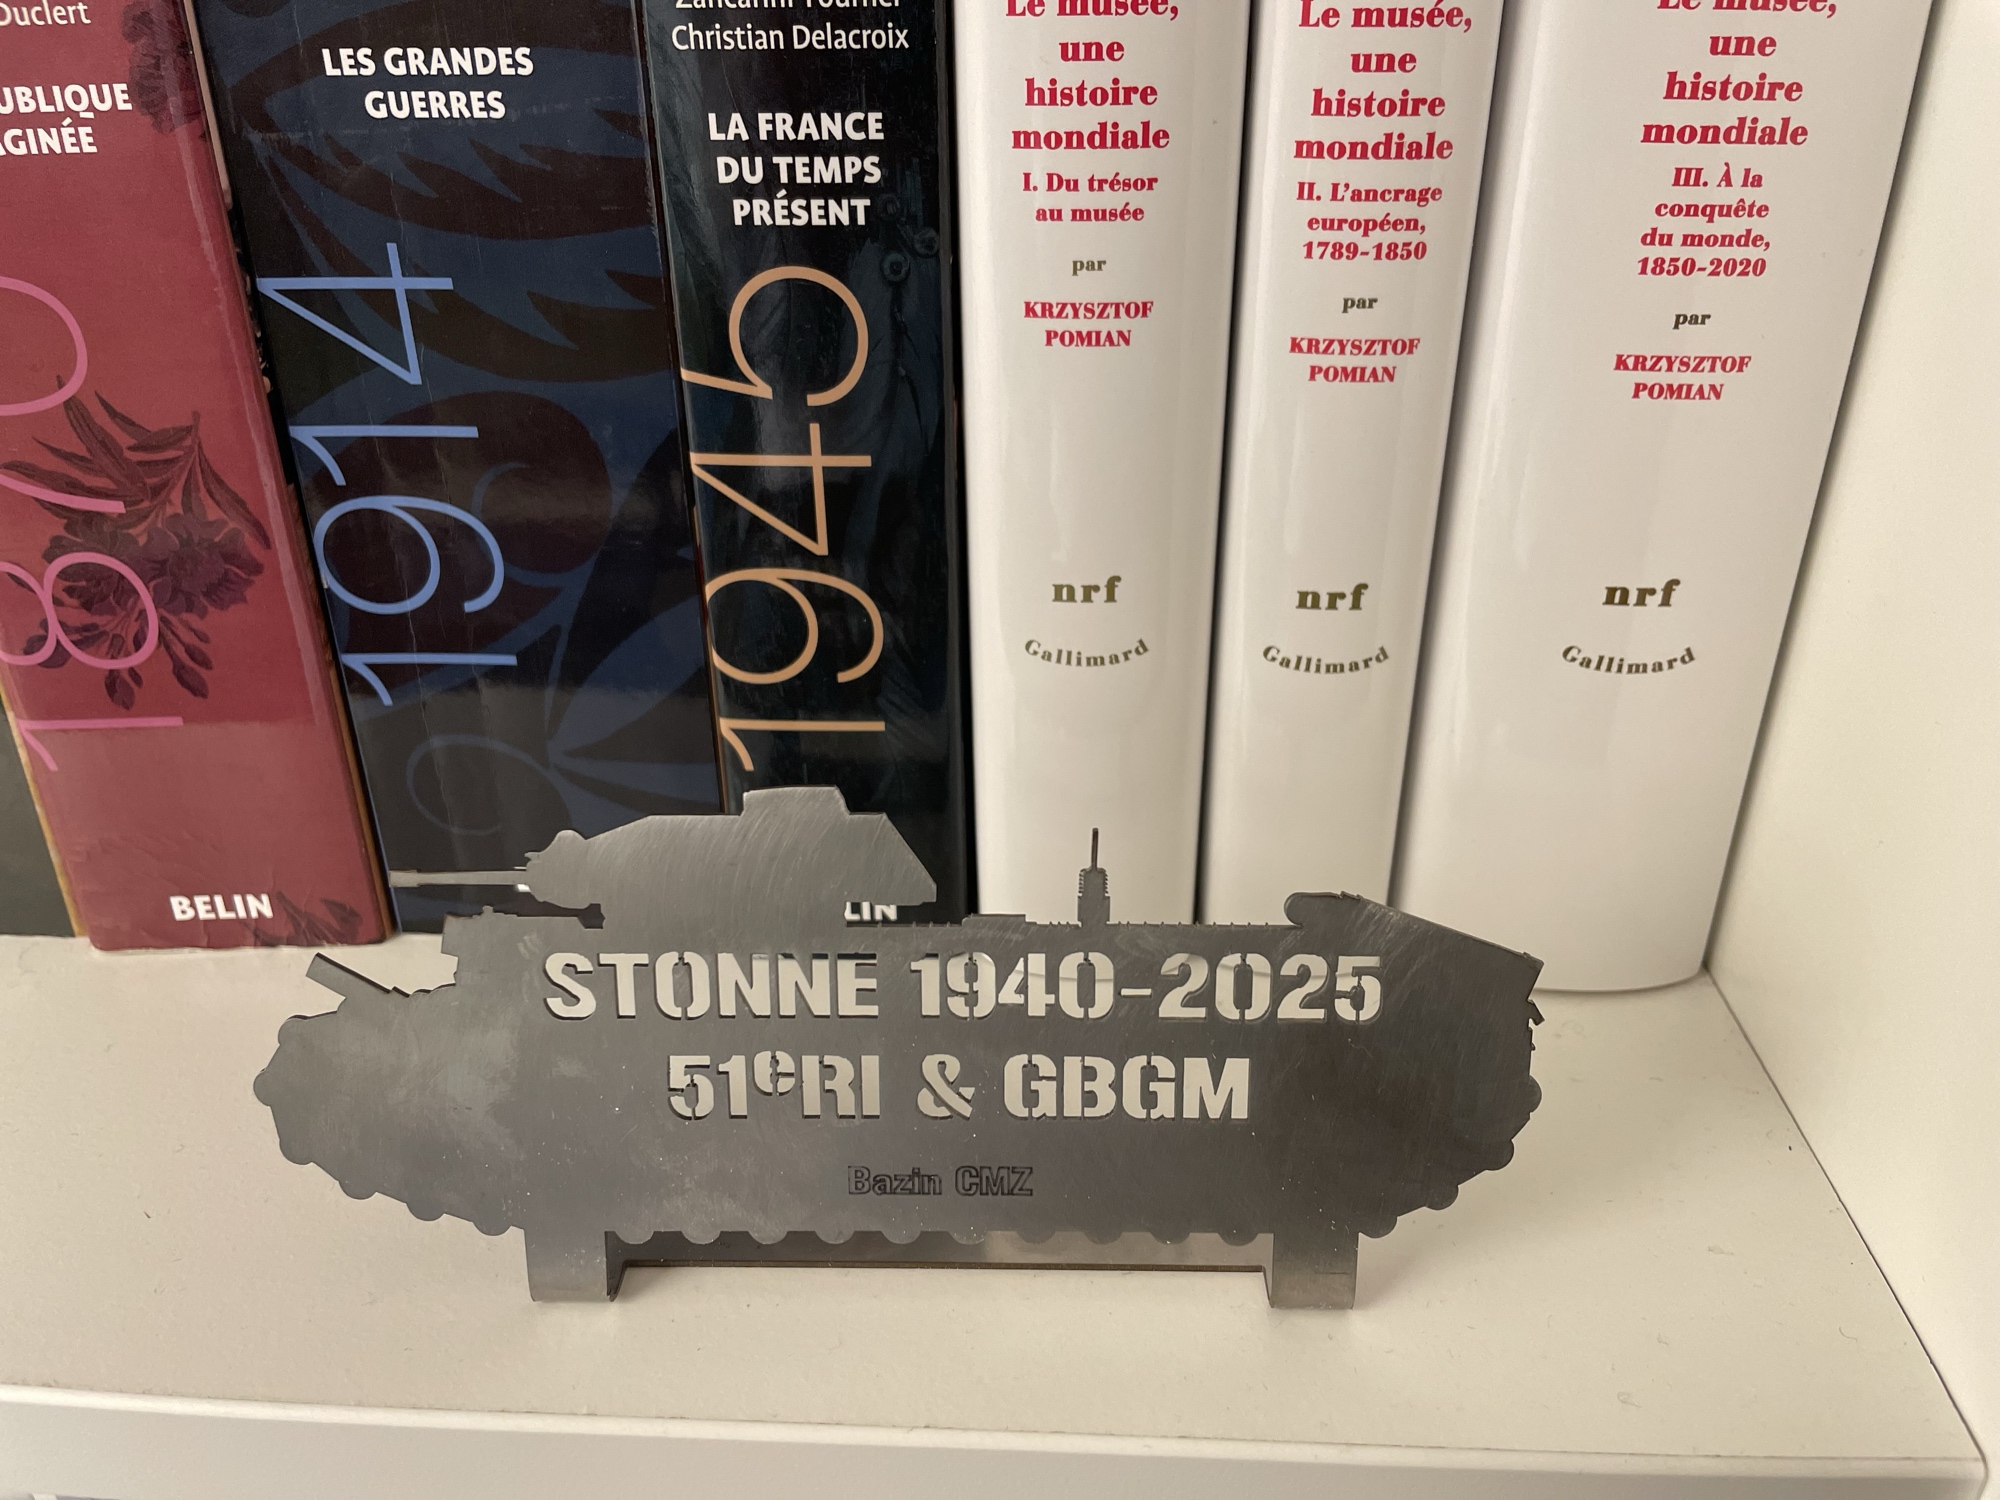 Duclert
LES GRANDES
GUERRES
1914
Christian Delacroix
LA FRANCE
DU TEMPS
PRÉSENT
1945
1870
BELIN
Le musée,
une
histoire
mondiale
I. Du trésor
au musée
par
KRZYSZTOF
POMIAN
nrf
Gallimard
Le musée,
une
histoire
mondiale
II. L'ancrage
européen,
1789-1850
par
KRZYSZTOF
POMIAN
nrf
Gallimard
Le musée,
une
histoire
mondiale
III. À la
conquête
du monde,
1850-2020
par
KRZYSZTOF
POMIAN
nrf
Gallimard
STONNE 1940-2025
51eRI & GBGM
Bazin CMZ